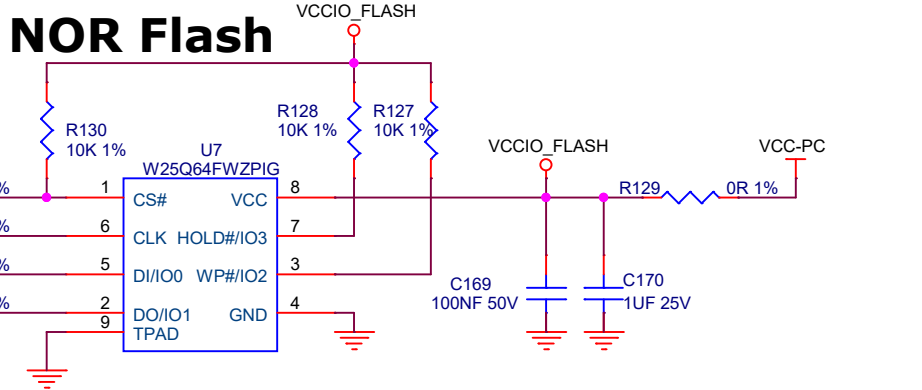 VCCIO_FLASH
NOR Flash
R130
10K 1%
R128
10K 1%
R127
10K 1%
U7
W25Q64FWZPIG
VCCIO_FLASH
VCC-PC
R129
0R 1%
%
1
CS#
VCC
8
%
6
CLK
HOLD#/IO3
7
%
5
DI/IO0
WP#/IO2
3
%
2
DO/IO1
GND
4
9
TPAD
C169
100NF 50V
C170
1UF 25V